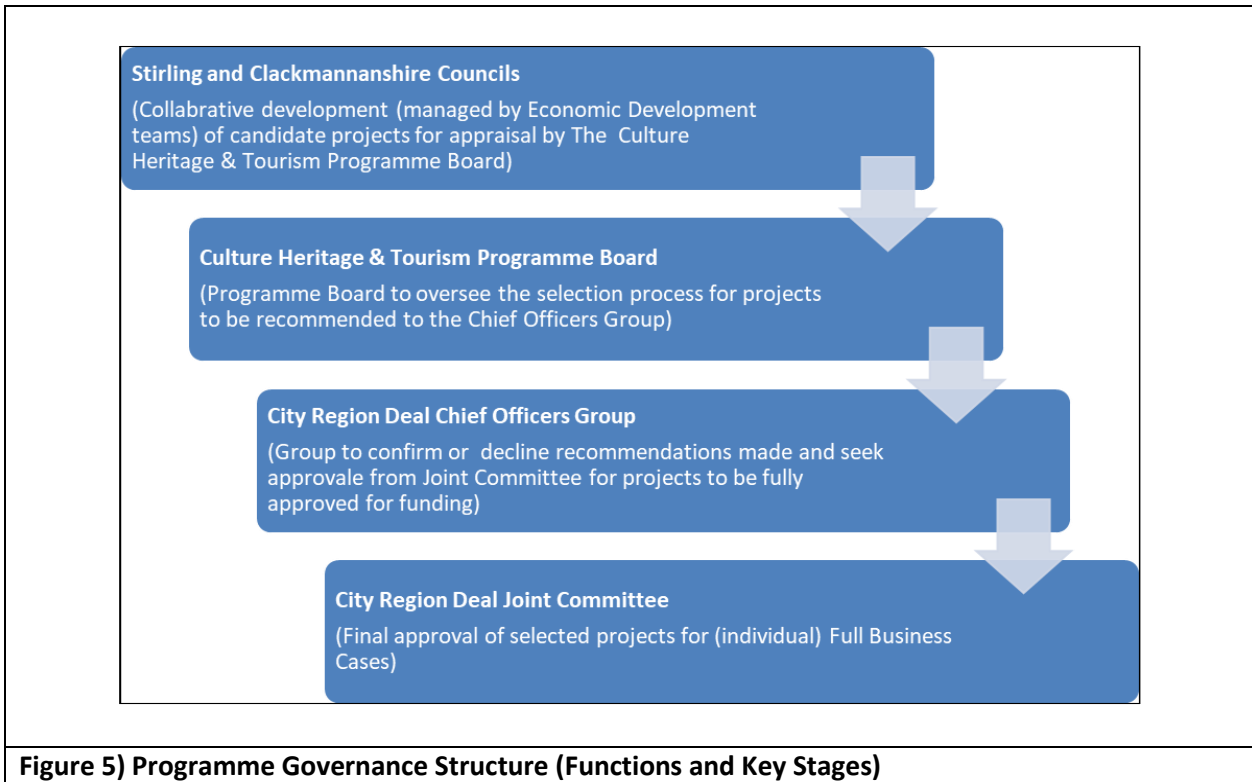 Stirling and Clackmannanshire Councils
(Collabrative development (managed by Economic Development
teams) of candidate projects for appraisal by The  Culture
Heritage & Tourism Programme Board)
Culture Heritage & Tourism Programme Board
(Programme Board to oversee the selection process for projects
to be recommended to the Chief Officers Group)
City Region Deal Chief Officers Group
(Group to confirm or  decline recommendations made and seek
approvale from Joint Committee for projects to be fully
approved for funding)
City Region Deal Joint Committee
(Final approval of selected projects for (individual) Full Business
Cases)
Figure 5) Programme Governance Structure (Functions and Key Stages)